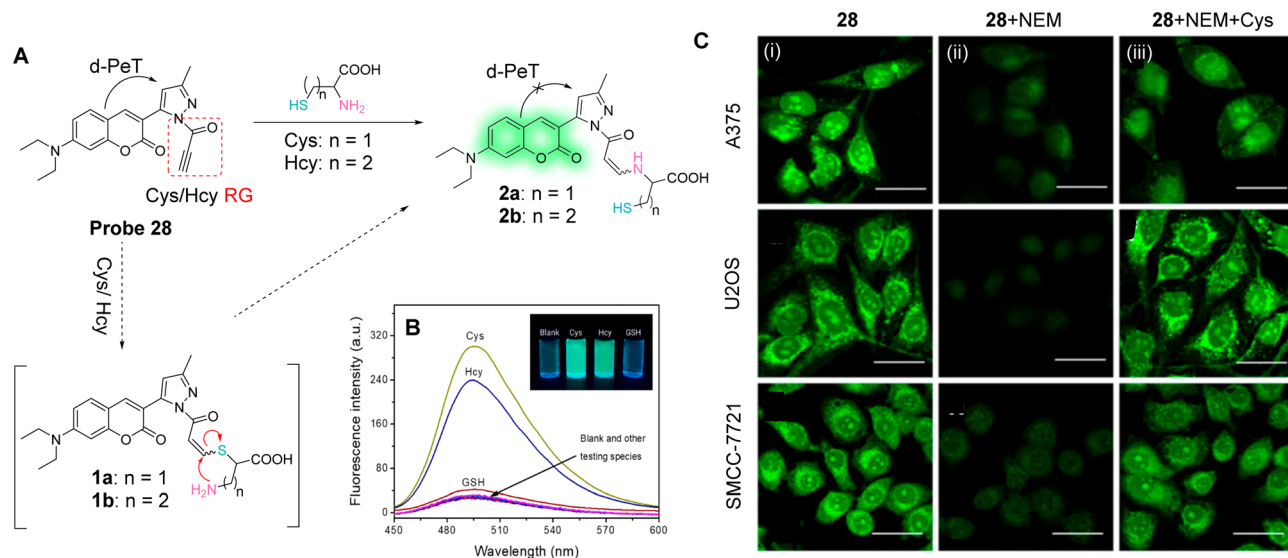 A
d-PeT
N
N
O
N
O
O
Cys/Hcy RG
Probe 28
HS
( )n
COOH
NH₂
Cys: n = 1
Hcy: n = 2
d-PeT
N
N
O
N
O
O
HN
COOH
HS
( )n
2a: n = 1
2b: n = 2
Cys/ Hcy
N
N
O
N
O
O
S
COOH
H₂N
( )n
1a: n = 1
1b: n = 2
B
Fluorescence intensity (a.u.)
320
240
160
80
0
450
480
510
540
570
600
Wavelength (nm)
Cys
Hcy
GSH
Blank and other
testing species
Blank Cys Hcy GSH
C
28
28+NEM
28+NEM+Cys
(i)
(ii)
(iii)
A375
U2OS
SMCC-7721